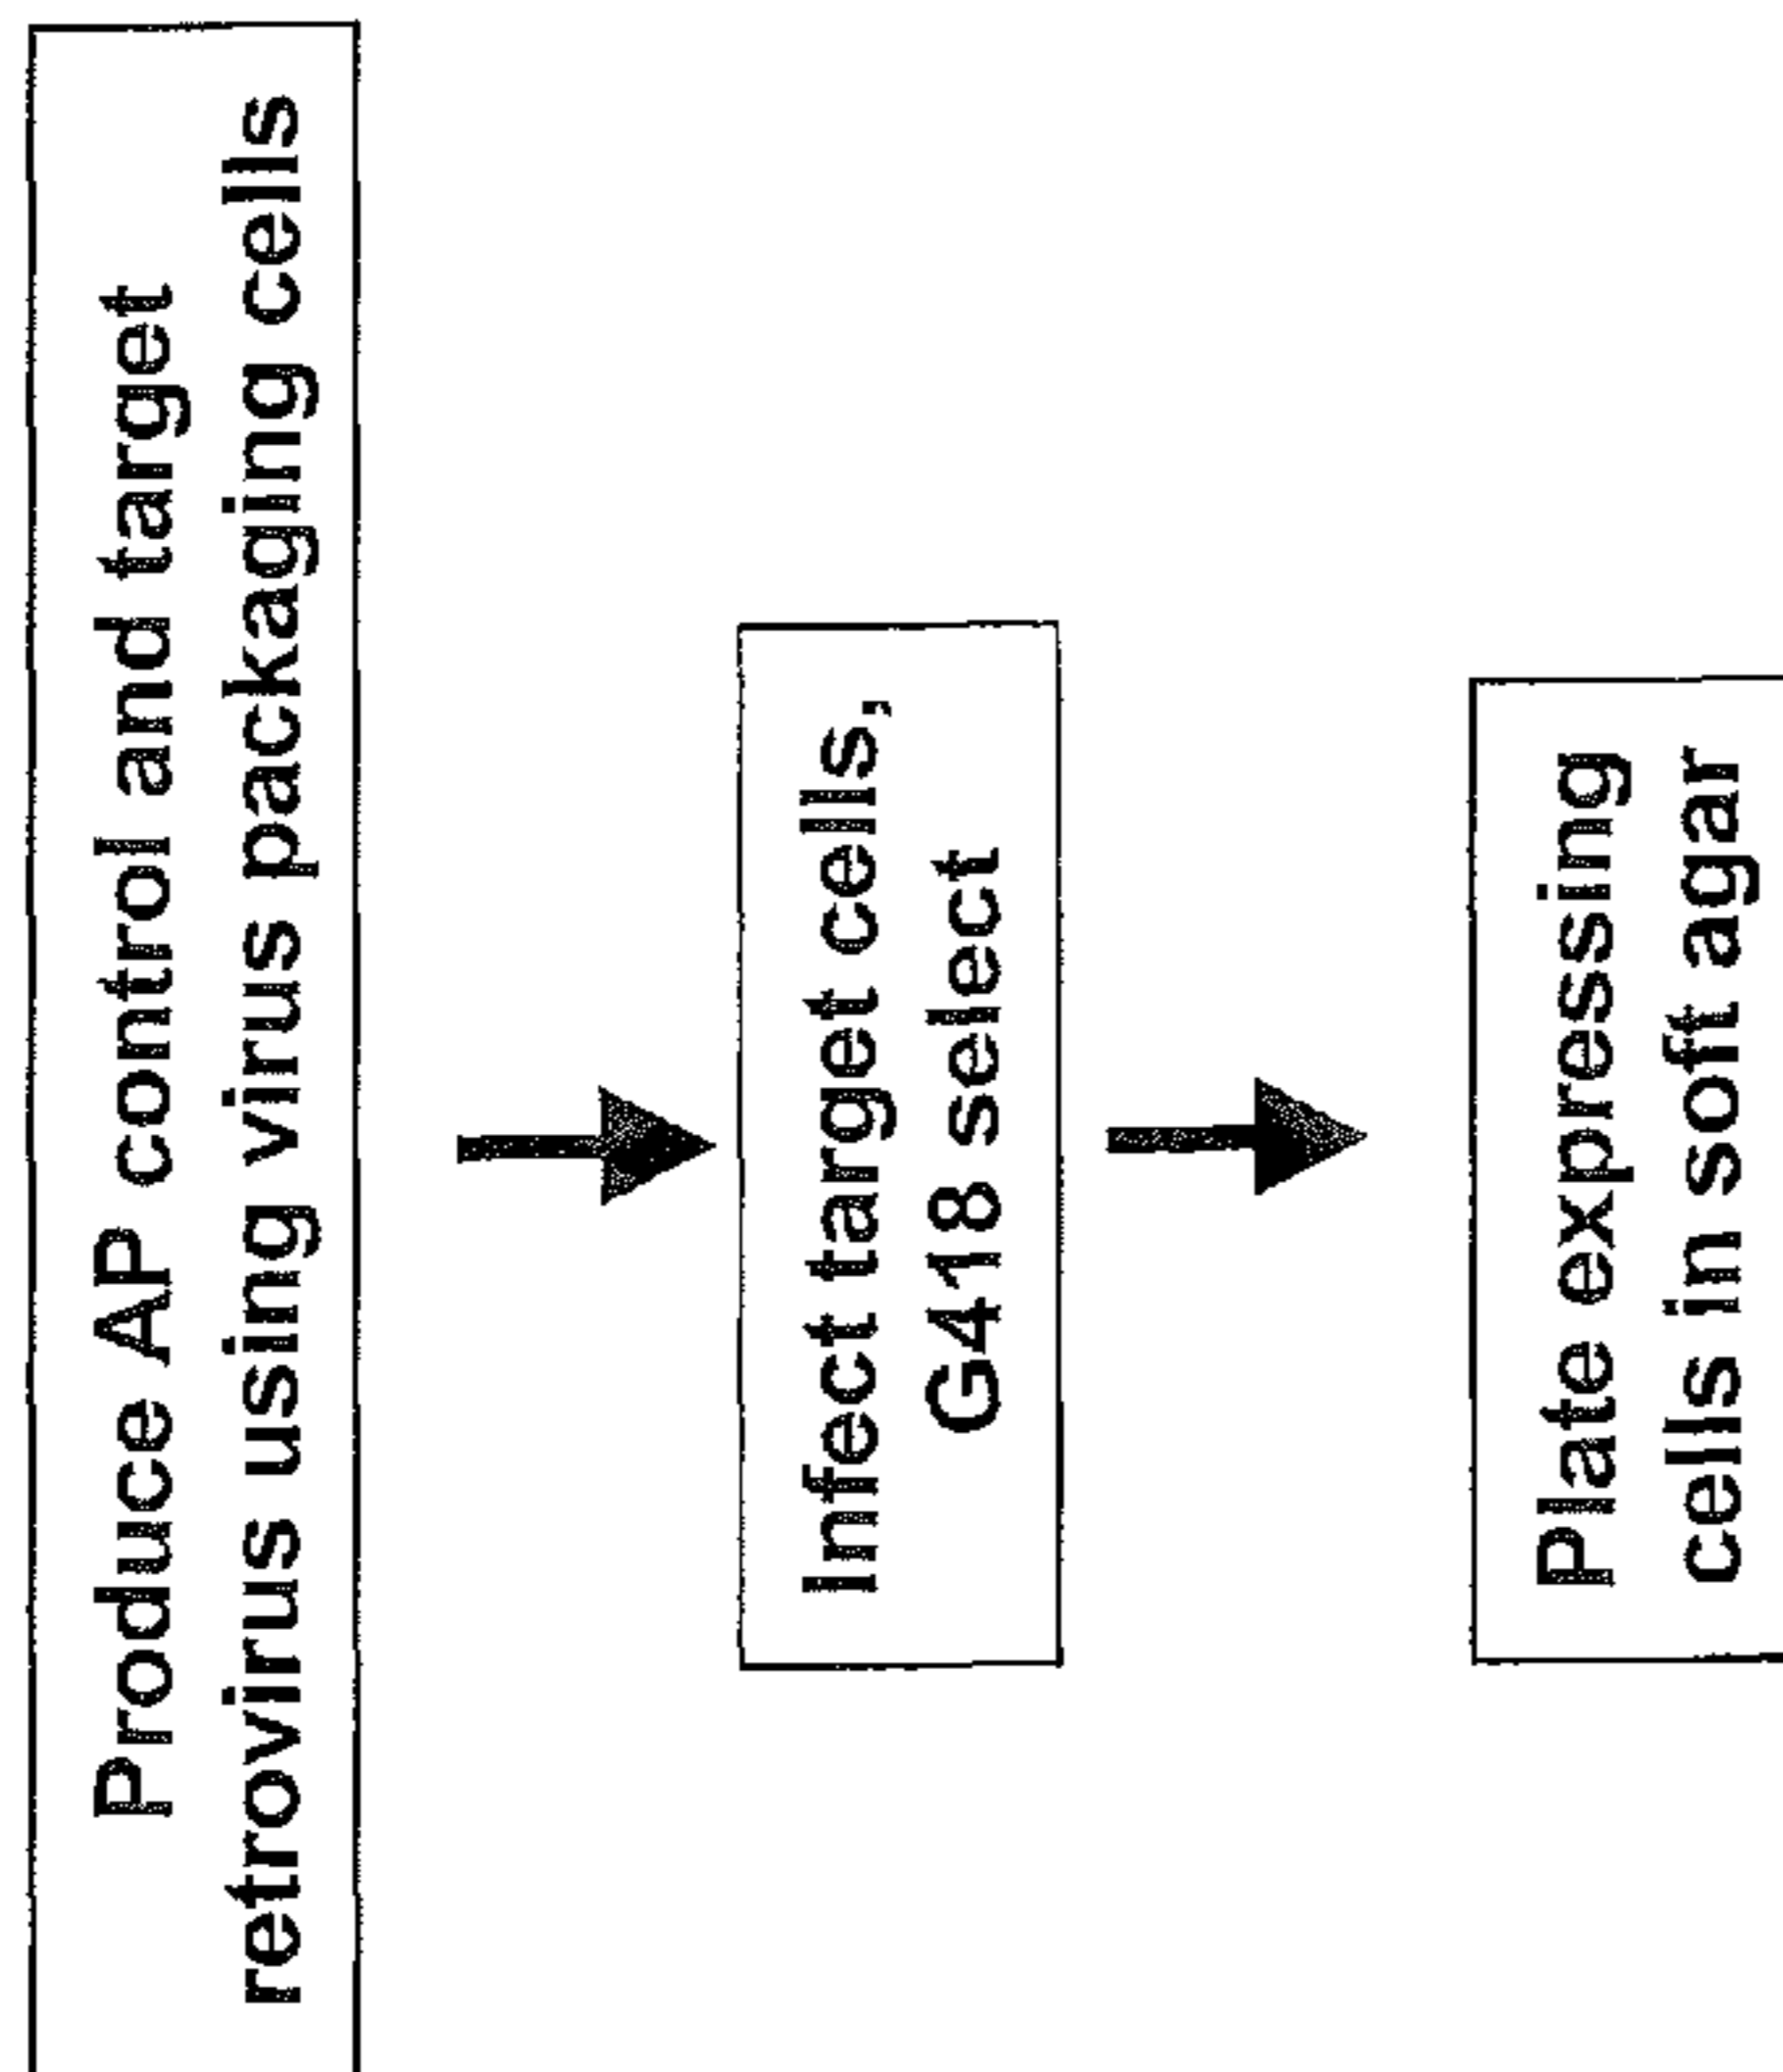 Produce AP control and target
retrovirus using virus packaging cells
Infect target cells,
G418 select
Plate expressing
cells in soft agar